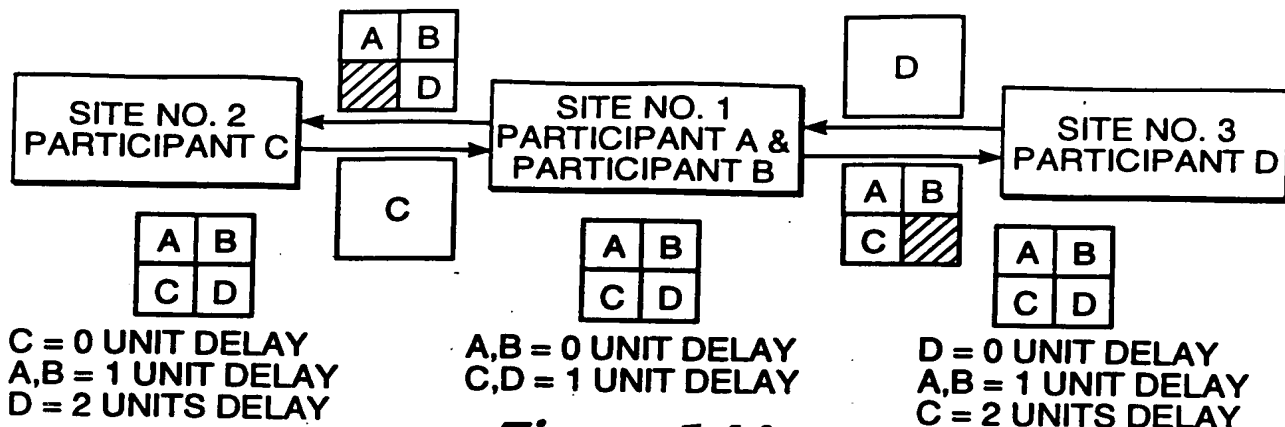 A B
D
D
SITE NO. 2
PARTICIPANT C
SITE NO. 1
PARTICIPANT A &
PARTICIPANT B
SITE NO. 3
PARTICIPANT D
C
A B
C
A B
C D
A B
C D
A B
C D
C = 0 UNIT DELAY
A,B = 1 UNIT DELAY
D = 2 UNITS DELAY
A,B = 0 UNIT DELAY
C,D = 1 UNIT DELAY
D = 0 UNIT DELAY
A,B = 1 UNIT DELAY
C = 2 UNITS DELAY